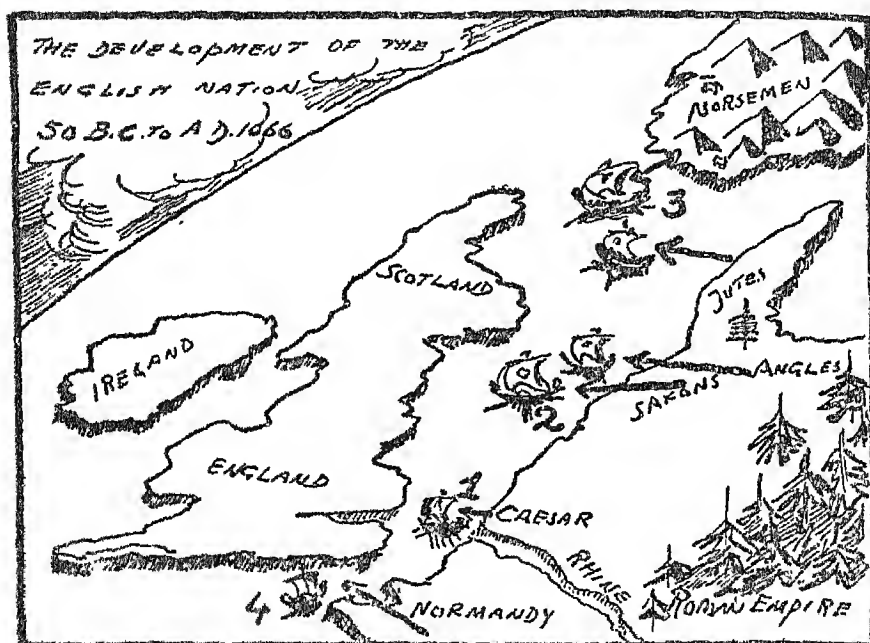 THE DEVELOPMENT OF THE
ENGLISH NATION
50 B.C. TO A.D. 1066
NORSEMEN
3
SCOTLAND
JUTES
IRELAND
ANGLES
SAXONS
2
ENGLAND
1
CAESAR
RHINE
4
NORMANDY
EMPIRE